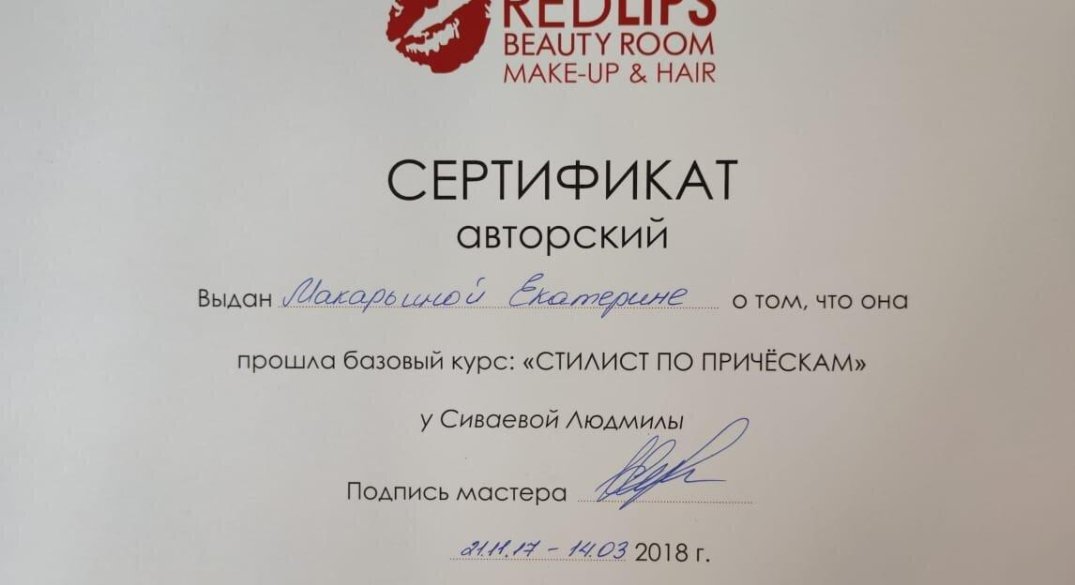 REDLIPS
BEAUTY ROOM
MAKE-UP & HAIR
СЕРТИФИКАТ
авторский
Выдан Макарьиной Екатерине о том, что она
прошла базовый курс: «СТИЛИСТ ПО ПРИЧЁСКАМ»
у Сиваевой Людмилы
Подпись мастера
21.11.17 - 14.03 2018 г.